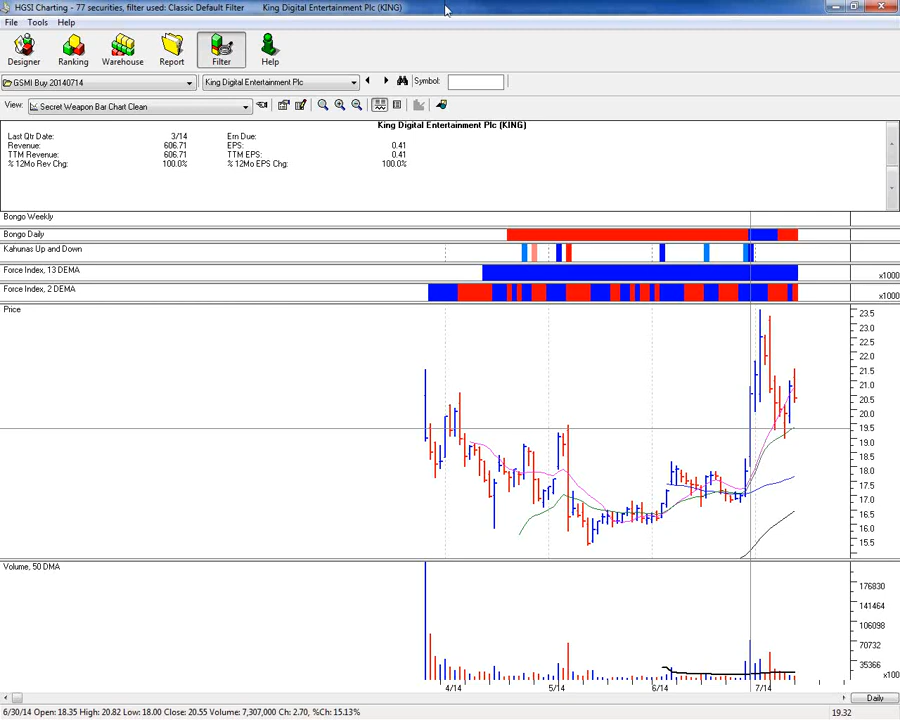 HGSI Charting - 77 securities, filter used: Classic Default Filter King Digital Entertainment Plc (KING)
File Tools Help
Designer Ranking Warehouse Report Filter Help
GSMI Buy 20140714 King Digital Entertainment Plc Symbol:
View: Secret Weapon Bar Chart Clean
King Digital Entertainment Plc (KING)
Last Qtr Date: 3/14 Ern Due:
Revenue: 606.71 EPS: 0.41
TTM Revenue: 606.71 TTM EPS: 0.41
% 12Mo Rev Chg: 100.0% % 12Mo EPS Chg: 100.0%
Bongo Weekly
Bongo Daily
Kahunas Up and Down
Force Index, 13 DEMA x1000
Force Index, 2 DEMA x1000
Price
23.5
23.0
22.5
22.0
21.5
21.0
20.5
20.0
19.5
19.0
18.5
18.0
17.5
17.0
16.5
16.0
15.5
Volume, 50 DMA
176830
141464
106098
70732
35366
x100
4/14 5/14 6/14 7/14
Daily
6/30/14 Open: 18.35 High: 20.82 Low: 18.00 Close: 20.55 Volume: 7,307,000 Ch: 2.70, %Ch: 15.13% 19.32